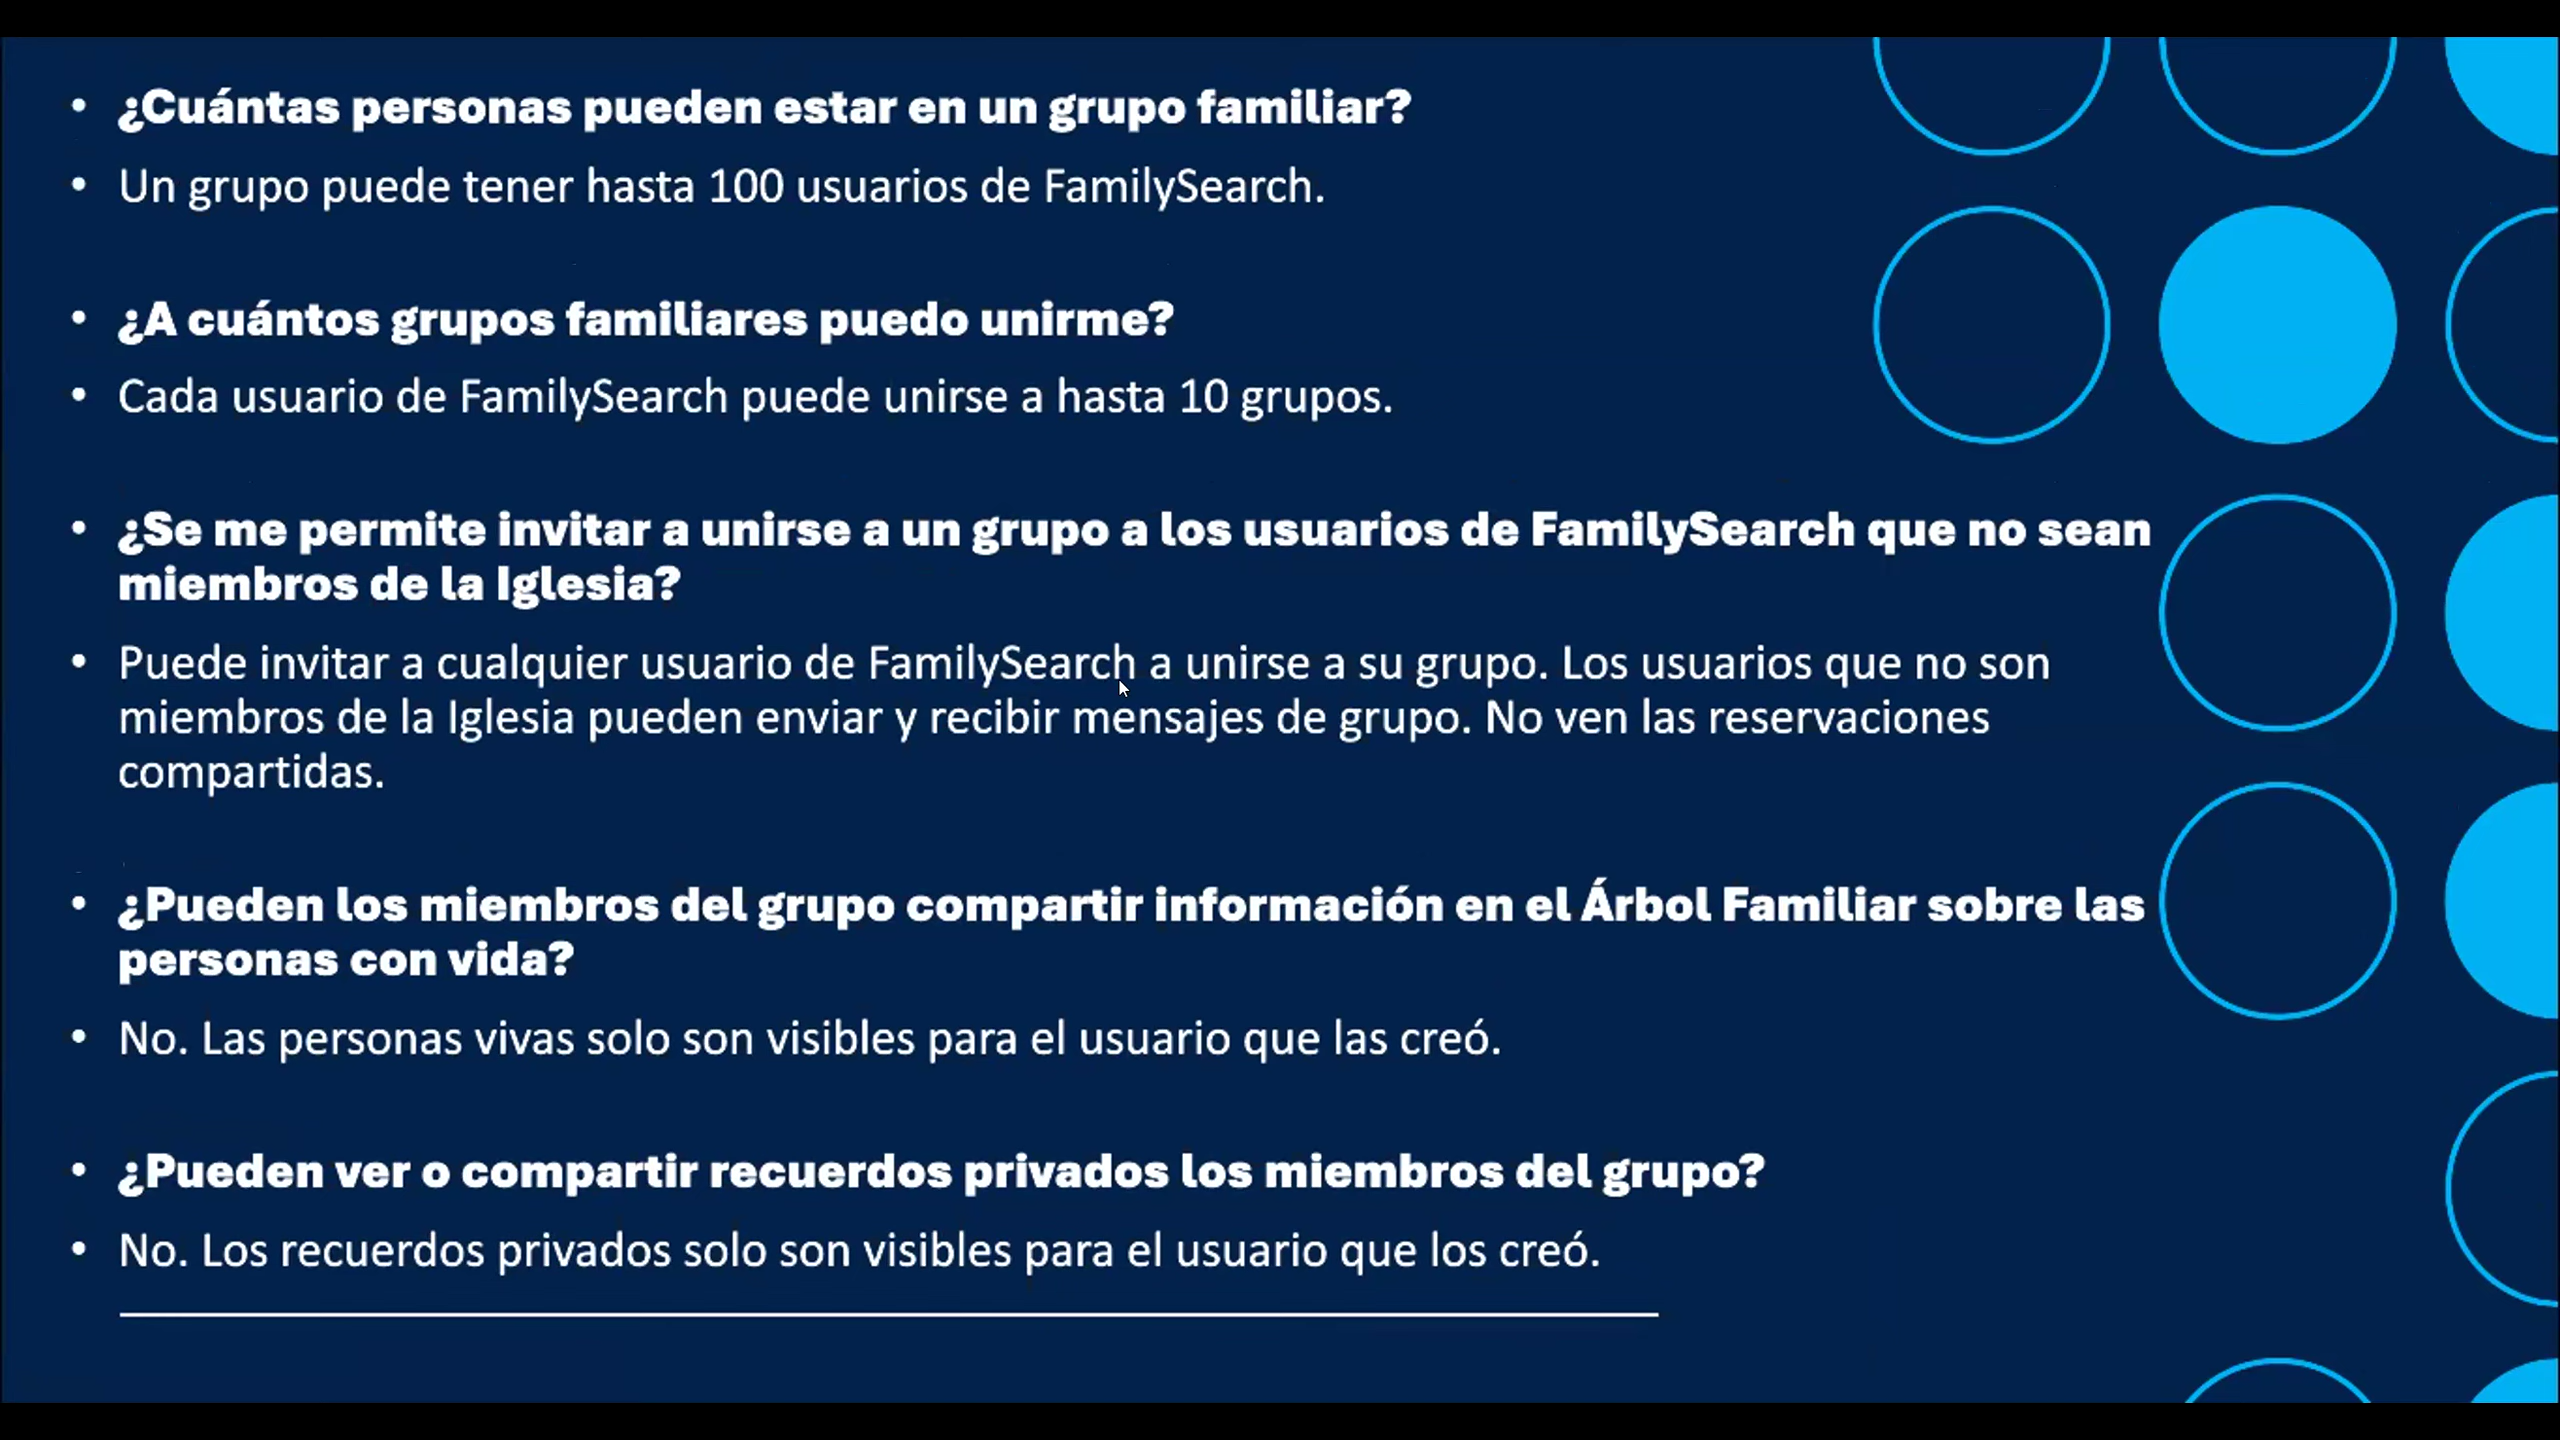 • ¿Cuántas personas pueden estar en un grupo familiar?
• Un grupo puede tener hasta 100 usuarios de FamilySearch.
• ¿A cuántos grupos familiares puedo unirme?
• Cada usuario de FamilySearch puede unirse a hasta 10 grupos.
• ¿Se me permite invitar a unirse a un grupo a los usuarios de FamilySearch que no sean
miembros de la Iglesia?
• Puede invitar a cualquier usuario de FamilySearch a unirse a su grupo. Los usuarios que no son
miembros de la Iglesia pueden enviar y recibir mensajes de grupo. No ven las reservaciones
compartidas.
• ¿Pueden los miembros del grupo compartir información en el Árbol Familiar sobre las
personas con vida?
• No. Las personas vivas solo son visibles para el usuario que las creó.
• ¿Pueden ver o compartir recuerdos privados los miembros del grupo?
• No. Los recuerdos privados solo son visibles para el usuario que los creó.